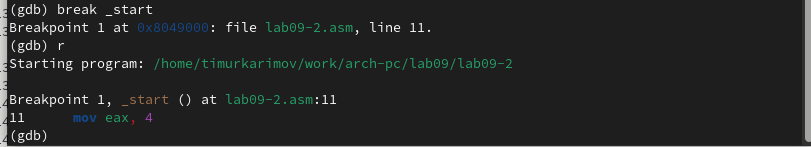 (gdb) break _start
Breakpoint 1 at 0x8049000: file lab09-2.asm, line 11.
(gdb) r
Starting program: /home/timurkarimov/work/arch-pc/lab09/lab09-2
Breakpoint 1, _start () at lab09-2.asm:11
11      mov eax, 4
(gdb)